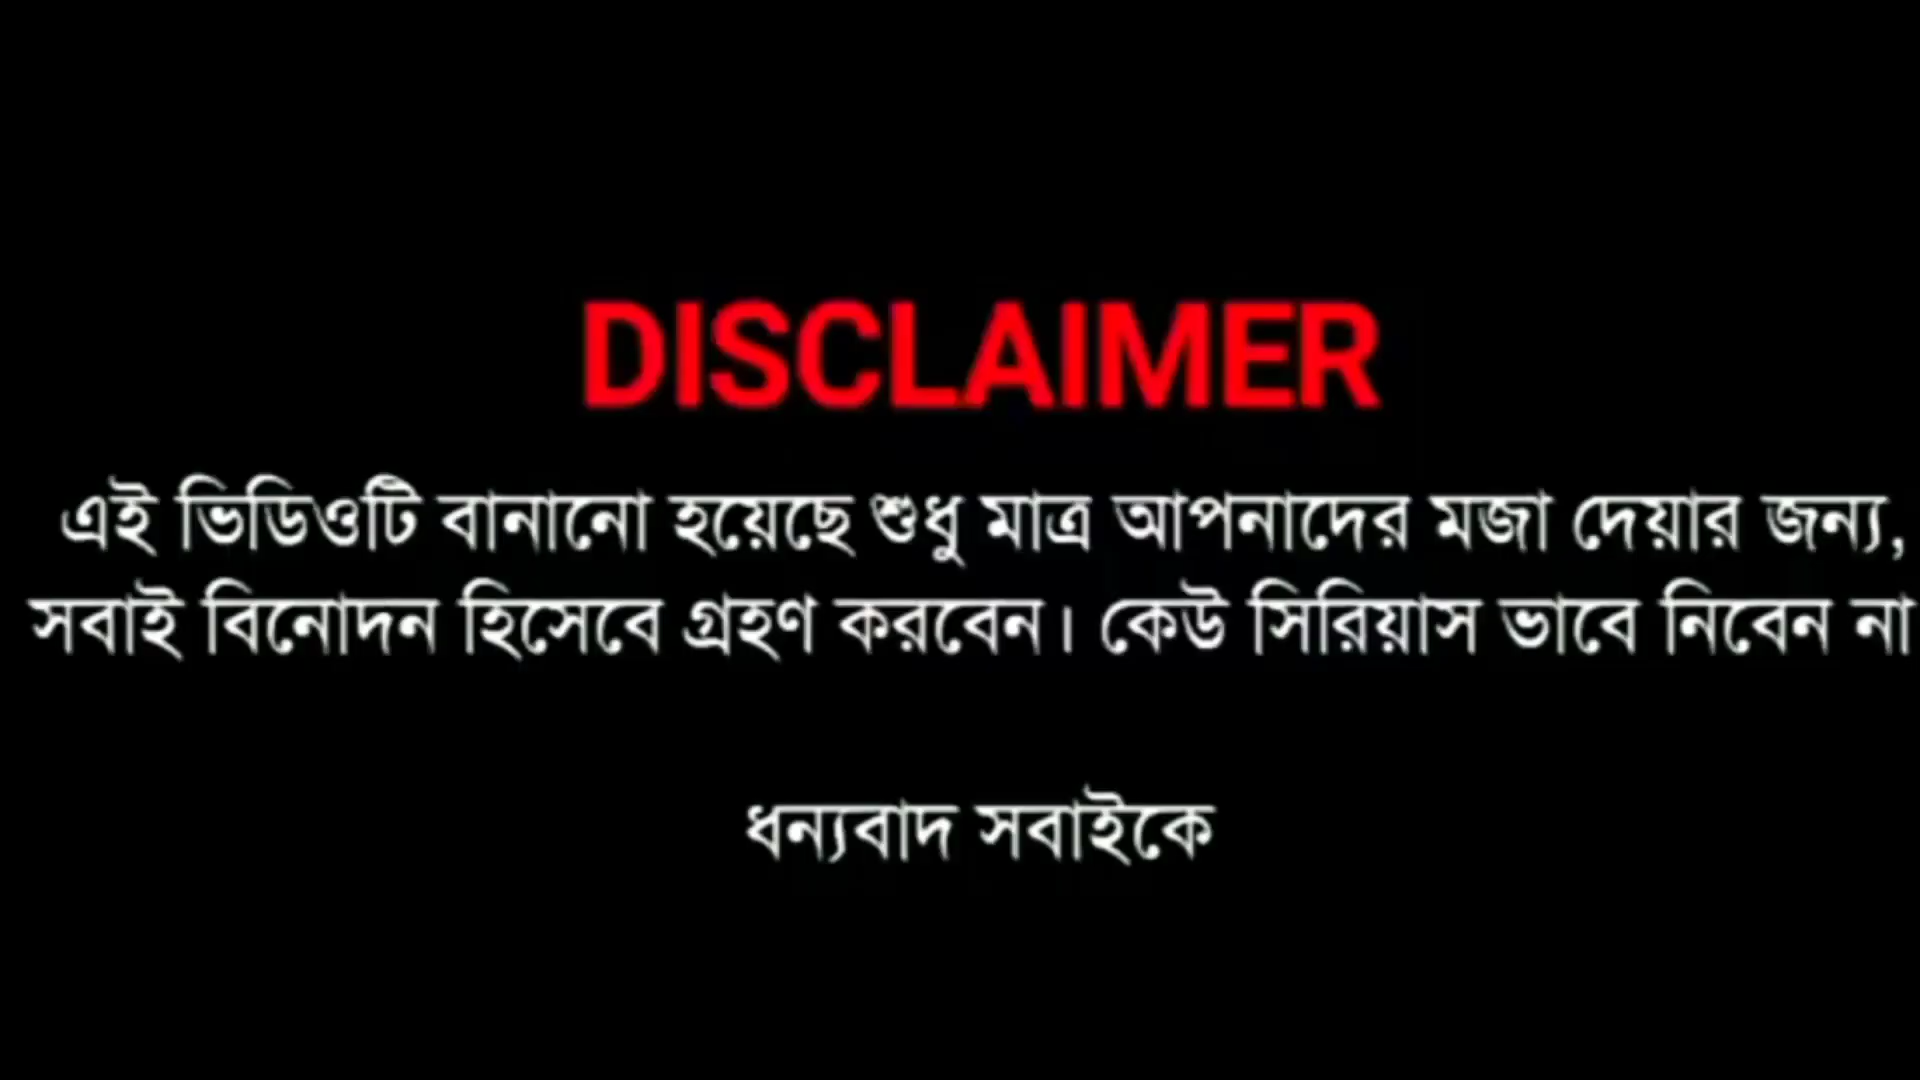 DISCLAIMER
এই ভিডিওটি বানানো হয়েছে শুধু মাত্র আপনাদের মজা দেয়ার জন্য,
সবাই বিনোদন হিসেবে গ্রহণ করবেন। কেউ সিরিয়াস ভাবে নিবেন না
ধন্যবাদ সবাইকে